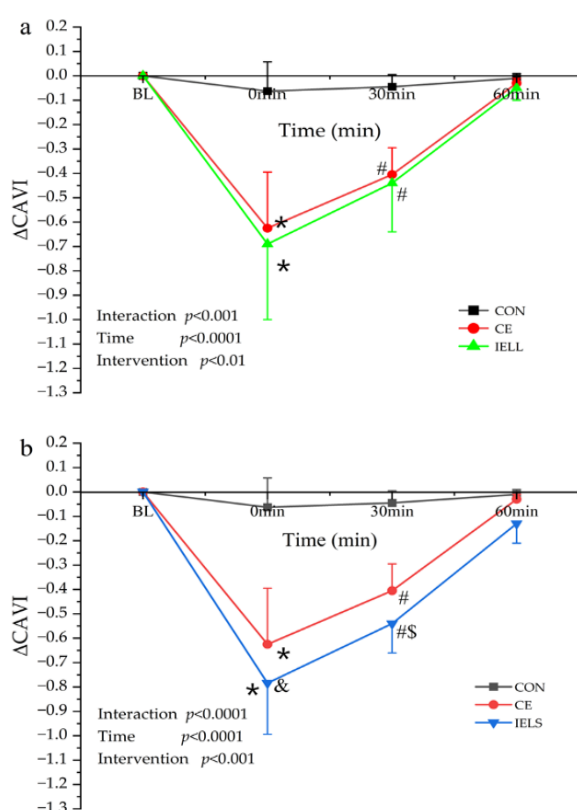 a
0.2
0.1
0.0
−0.1
−0.2
−0.3
−0.4
−0.5
−0.6
−0.7
−0.8
−0.9
−1.0
−1.1
−1.2
−1.3
ΔCAVI
BL 0min 30min 60min
Time (min)
#
#
*
*
Interaction p<0.001
Time p<0.0001
Intervention p<0.01
CON
CE
IELL
b
0.2
0.1
0.0
−0.1
−0.2
−0.3
−0.4
−0.5
−0.6
−0.7
−0.8
−0.9
−1.0
−1.1
−1.2
−1.3
ΔCAVI
BL 0min 30min 60min
Time (min)
#
#$
*
* &
Interaction p<0.0001
Time p<0.0001
Intervention p<0.001
CON
CE
IELS